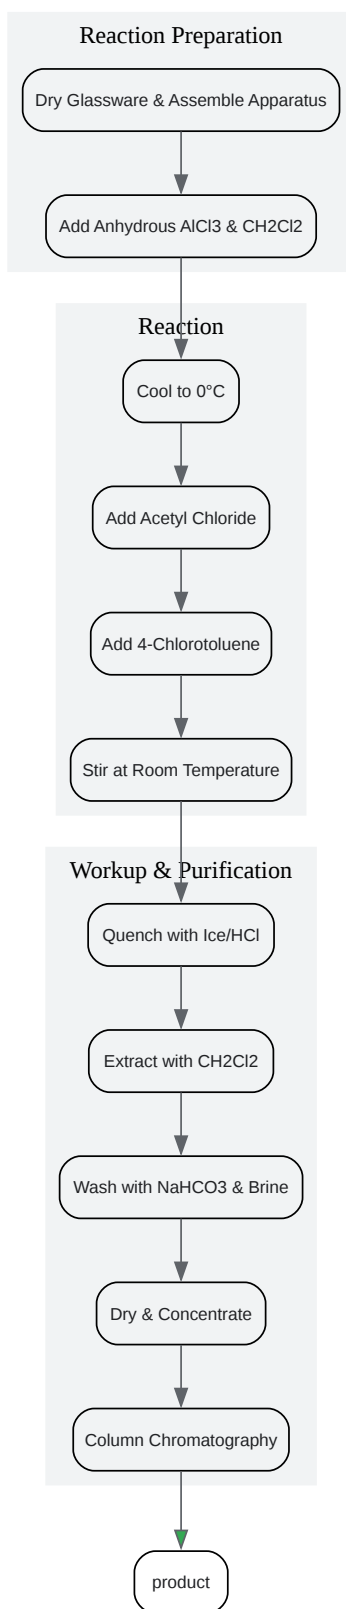 Reaction Preparation
Dry Glassware & Assemble Apparatus
Add Anhydrous AlCl3 & CH2Cl2
Reaction
Cool to 0°C
Add Acetyl Chloride
Add 4-Chlorotoluene
Stir at Room Temperature
Workup & Purification
Quench with Ice/HCl
Extract with CH2Cl2
Wash with NaHCO3 & Brine
Dry & Concentrate
Column Chromatography
product